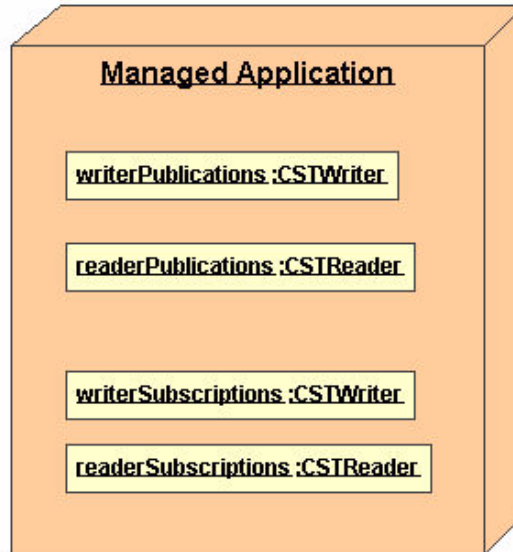 Managed Application
writerPublications :CSTWriter
readerPublications :CSTReader
writerSubscriptions :CSTWriter
readerSubscriptions :CSTReader